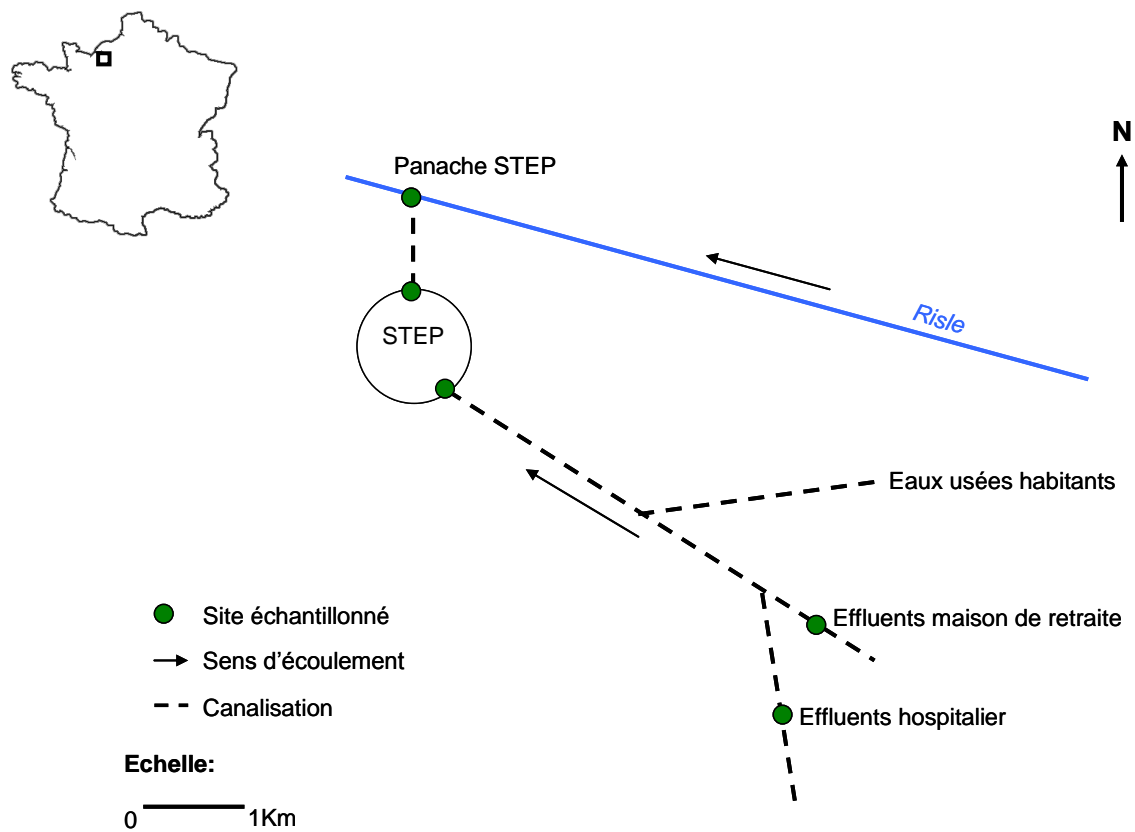 N
Panache STEP
Risle
STEP
Eaux usées habitants
Effluents maison de retraite
Effluents hospitalier
Site échantillonné
Sens d'écoulement
Canalisation
Echelle:
0 1Km